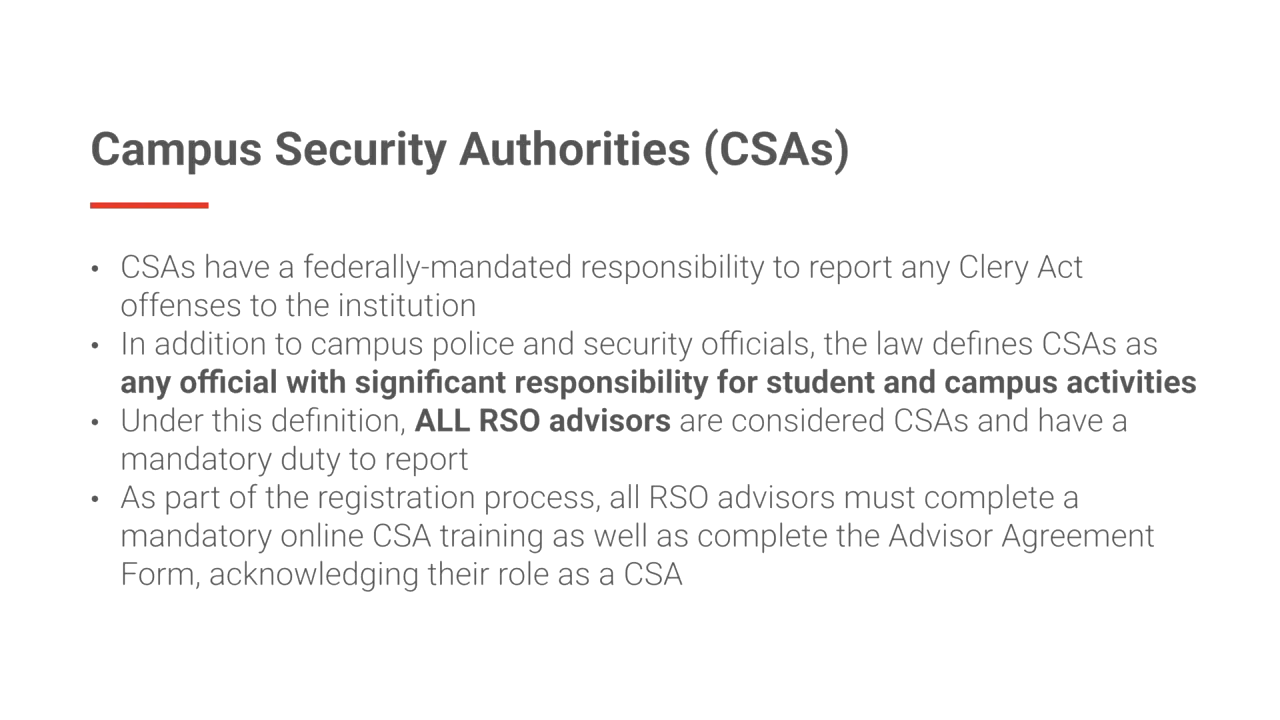 Campus Security Authorities (CSAs)
• CSAs have a federally-mandated responsibility to report any Clery Act
offenses to the institution
• In addition to campus police and security officials, the law defines CSAs as
any official with significant responsibility for student and campus activities
• Under this definition, ALL RSO advisors are considered CSAs and have a
mandatory duty to report
• As part of the registration process, all RSO advisors must complete a
mandatory online CSA training as well as complete the Advisor Agreement
Form, acknowledging their role as a CSA